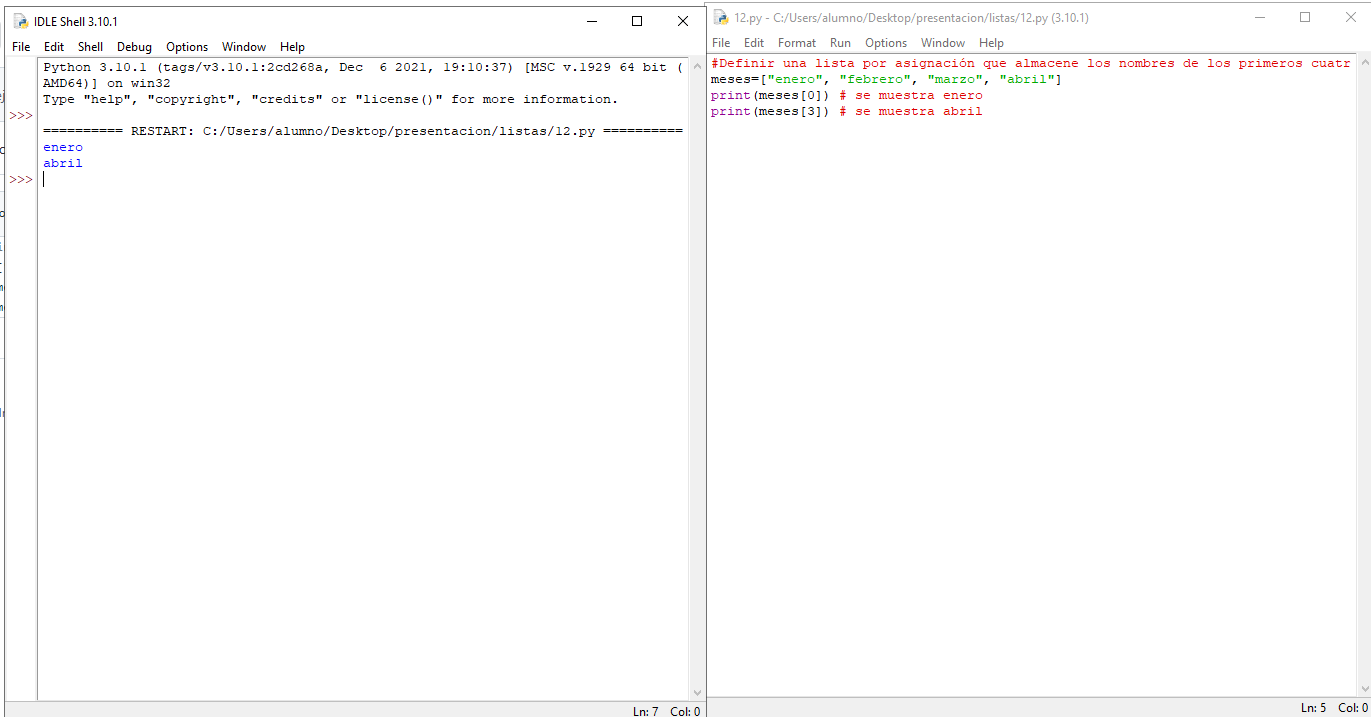 IDLE Shell 3.10.1
File Edit Shell Debug Options Window Help
Python 3.10.1 (tags/v3.10.1:2cd268a, Dec  6 2021, 19:10:37) [MSC v.1929 64 bit (
AMD64)] on win32
Type "help", "copyright", "credits" or "license()" for more information.
>>>
========== RESTART: C:/Users/alumno/Desktop/presentacion/listas/12.py ==========
enero
abril
>>>
Ln: 7 Col: 0
12.py - C:/Users/alumno/Desktop/presentacion/listas/12.py (3.10.1)
File Edit Format Run Options Window Help
#Definir una lista por asignación que almacene los nombres de los primeros cuatr
meses=["enero", "febrero", "marzo", "abril"]
print(meses[0]) # se muestra enero
print(meses[3]) # se muestra abril
Ln: 5 Col: 0